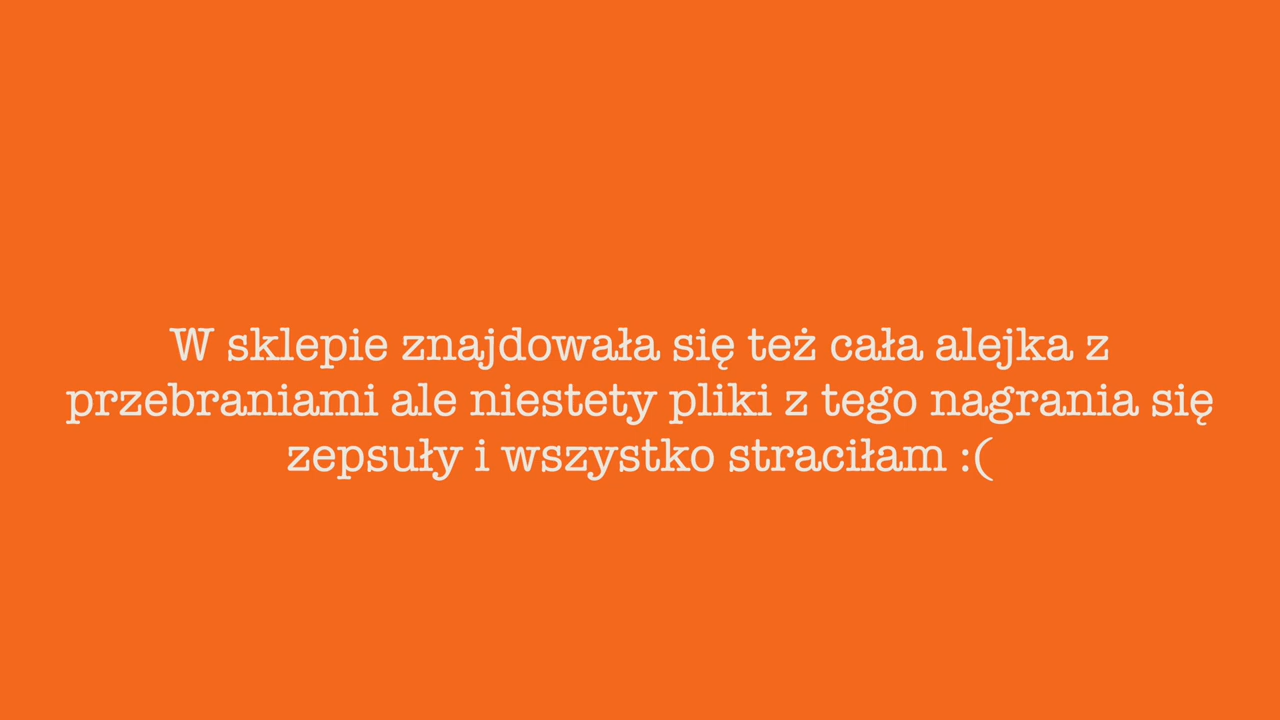 W sklepie znajdowała się też cała alejka z
przebraniami ale niestety pliki z tego nagrania się
zepsuły i wszystko straciłam :(